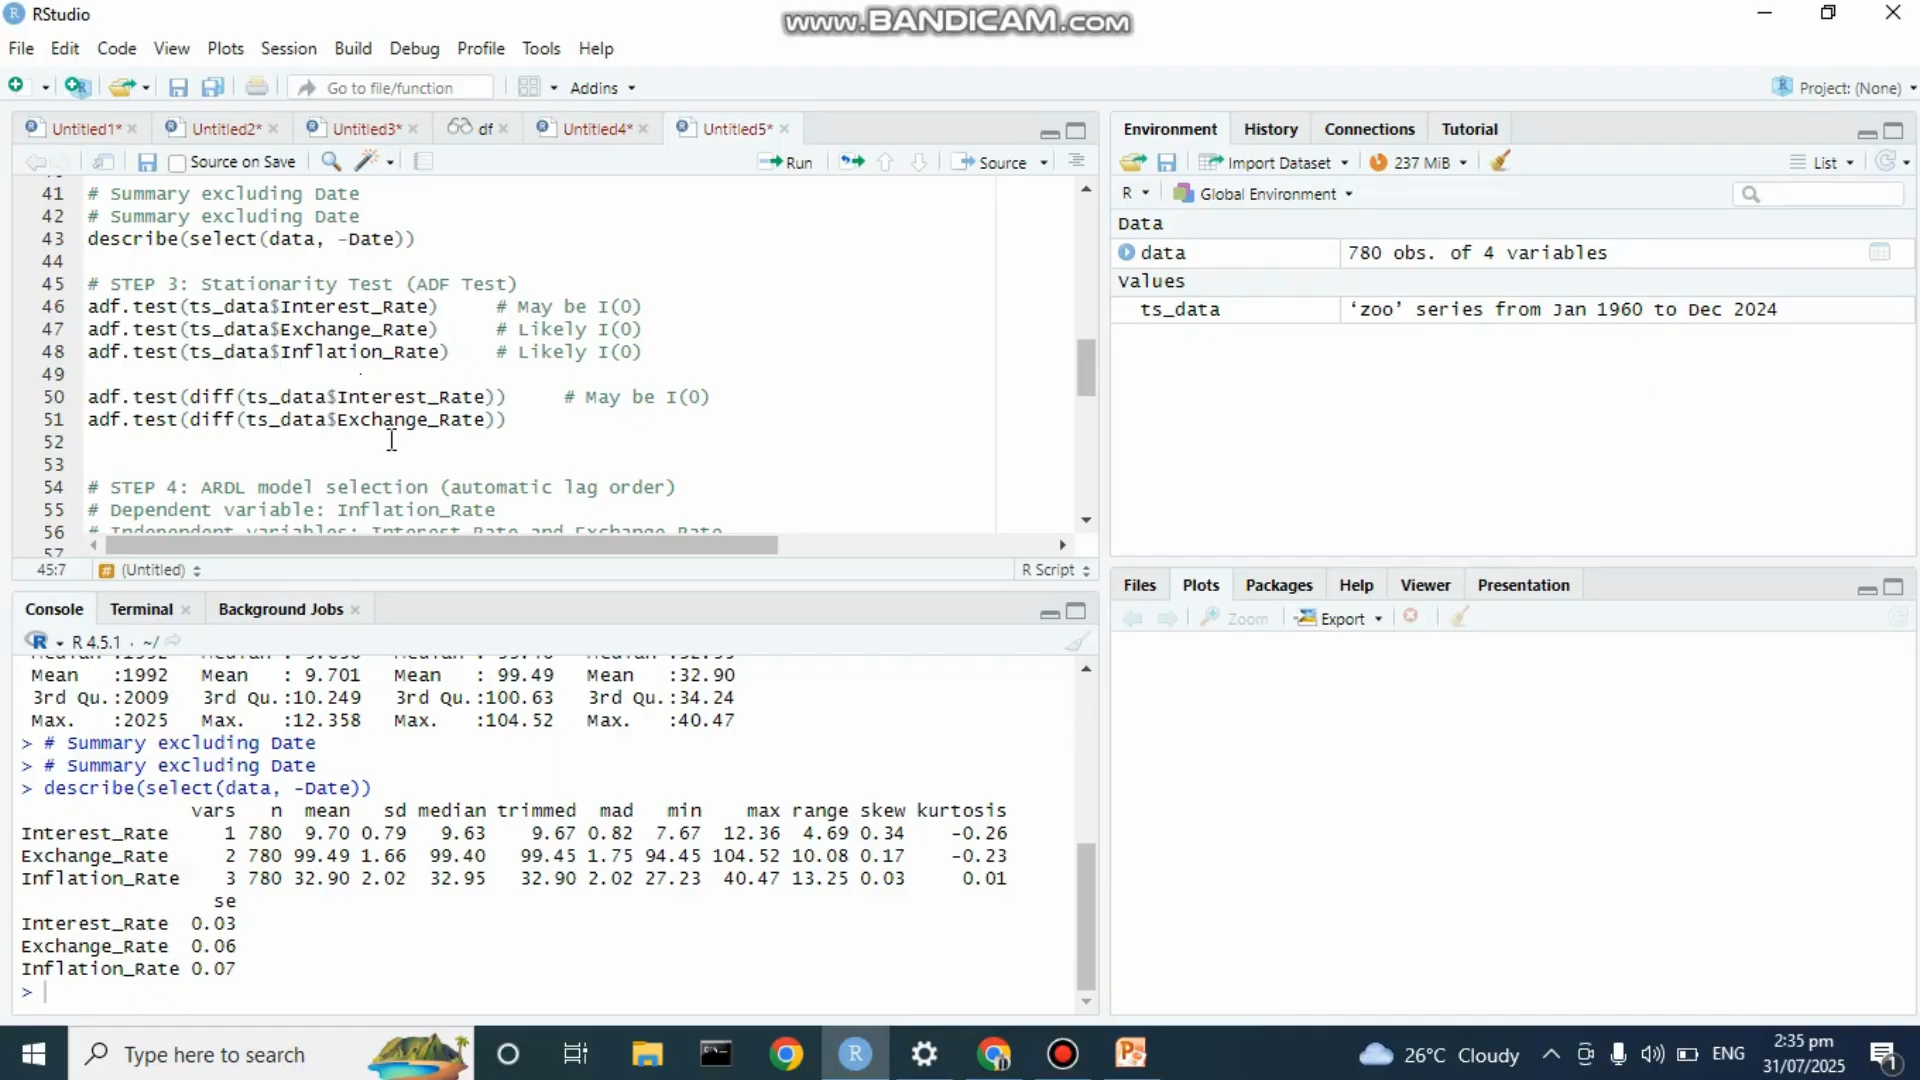 RStudio
www.BANDICAM.com
File Edit Code View Plots Session Build Debug Profile Tools Help
Go to file/function Addins Project: (None)
Untitled1* Untitled2* Untitled3* df Untitled4* Untitled5*
Source on Save Run Source
41 # Summary excluding Date
42 # Summary excluding Date
43 describe(select(data, -Date))
44
45 # STEP 3: Stationarity Test (ADF Test)
46 adf.test(ts_data$Interest_Rate) # May be I(0)
47 adf.test(ts_data$Exchange_Rate) # Likely I(0)
48 adf.test(ts_data$Inflation_Rate) # Likely I(0)
49
50 adf.test(diff(ts_data$Interest_Rate)) # May be I(0)
51 adf.test(diff(ts_data$Exchange_Rate))
52
53
54 # STEP 4: ARDL model selection (automatic lag order)
55 # Dependent variable: Inflation_Rate
56 # Independent variables: Interest_Rate and Exchange_Rate
57
45:7 (Untitled) R Script
Console Terminal Background Jobs
R 4.5.1 · ~/
Mean :1992 Mean : 9.701 Mean : 99.49 Mean :32.90
3rd Qu.:2009 3rd Qu.:10.249 3rd Qu.:100.63 3rd Qu.:34.24
Max. :2025 Max. :12.358 Max. :104.52 Max. :40.47
> # Summary excluding Date
> # Summary excluding Date
> describe(select(data, -Date))
vars n mean sd median trimmed mad min max range skew kurtosis
Interest_Rate 1 780 9.70 0.79 9.63 9.67 0.82 7.67 12.36 4.69 0.34 -0.26
Exchange_Rate 2 780 99.49 1.66 99.40 99.45 1.75 94.45 104.52 10.08 0.17 -0.23
Inflation_Rate 3 780 32.90 2.02 32.95 32.90 2.02 27.23 40.47 13.25 0.03 0.01
se
Interest_Rate 0.03
Exchange_Rate 0.06
Inflation_Rate 0.07
>
Environment History Connections Tutorial
Import Dataset 237 MiB List
R Global Environment
Data
data 780 obs. of 4 variables
Values
ts_data ‘zoo’ series from Jan 1960 to Dec 2024
Files Plots Packages Help Viewer Presentation
Zoom Export
Type here to search
26°C Cloudy ENG
2:35 pm
31/07/2025
1